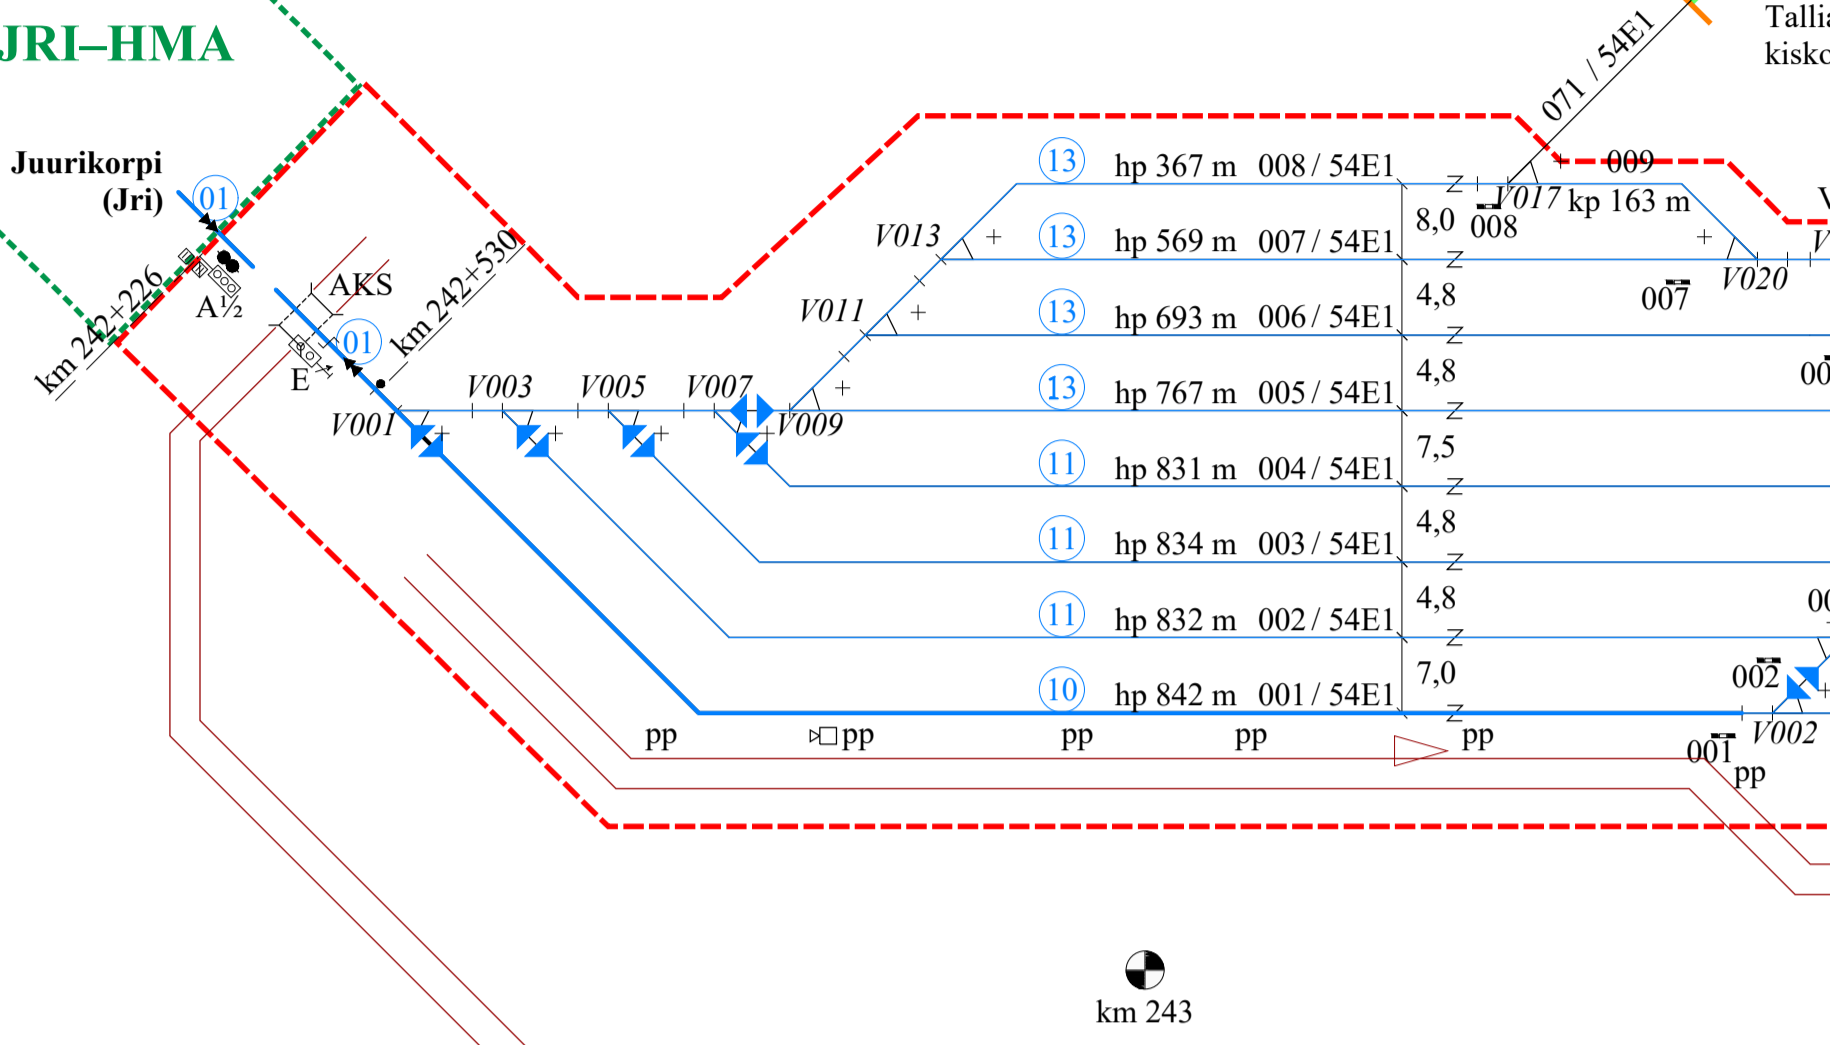 JRI–HMA
Tallia
kisko
071 / 54E1
Juurikorpi
(Jri)
01
13 hp 367 m 008 / 54E1
009
V017 kp 163 m
8,0
008
V013
13 hp 569 m 007 / 54E1
V020
007
km 242+226
A½
AKS
km 242+530
4,8
V011
13 hp 693 m 006 / 54E1
01
E
4,8
00
V003 V005 V007
13 hp 767 m 005 / 54E1
V001
V009
7,5
11 hp 831 m 004 / 54E1
4,8
11 hp 834 m 003 / 54E1
4,8
00
11 hp 832 m 002 / 54E1
7,0
002
10 hp 842 m 001 / 54E1
V002
pp pp pp pp pp
001
pp
km 243